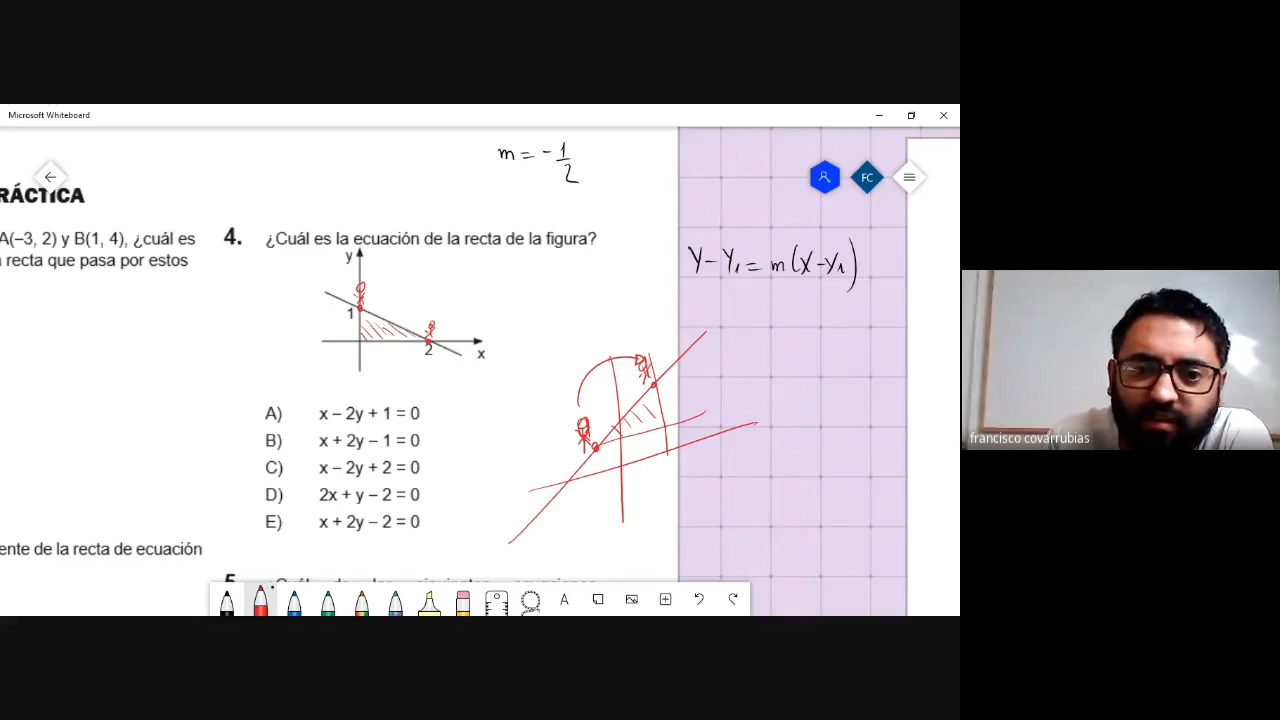 Microsoft Whiteboard
m = - 1/2
RÁCTICA
A(–3, 2) y B(1, 4), ¿cuál es
recta que pasa por estos
4. ¿Cuál es la ecuación de la recta de la figura?
y
1
2
x
y - y₁ = m(x - y₁)
FC
A) x – 2y + 1 = 0
B) x + 2y – 1 = 0
C) x – 2y + 2 = 0
D) 2x + y – 2 = 0
E) x + 2y – 2 = 0
ente de la recta de ecuación
francisco covarrubias
A